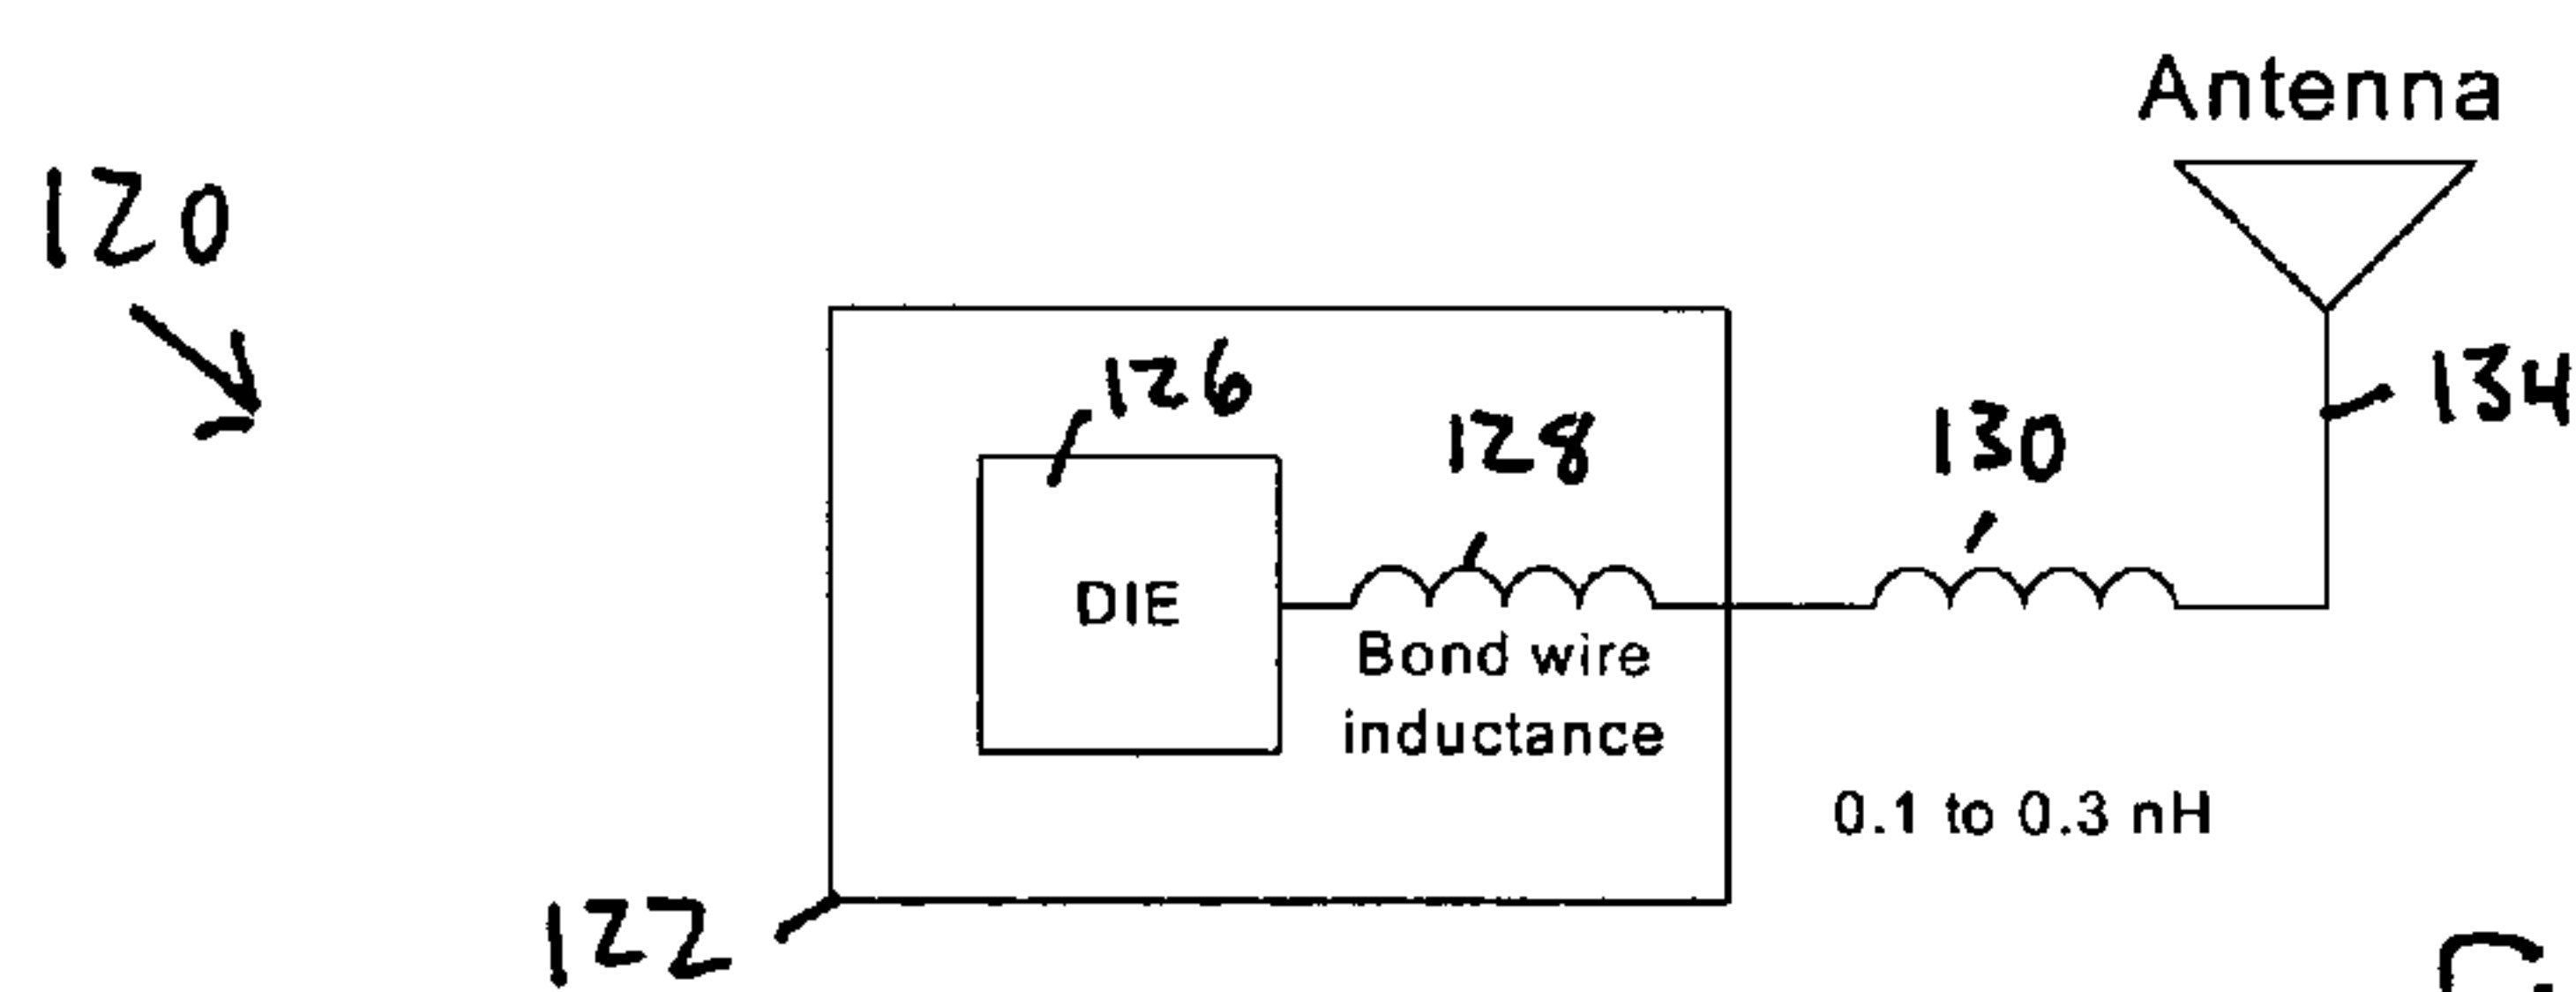 Antenna
120
126
128
130
134
DIE
Bond wire
inductance
0.1 to 0.3 nH
122